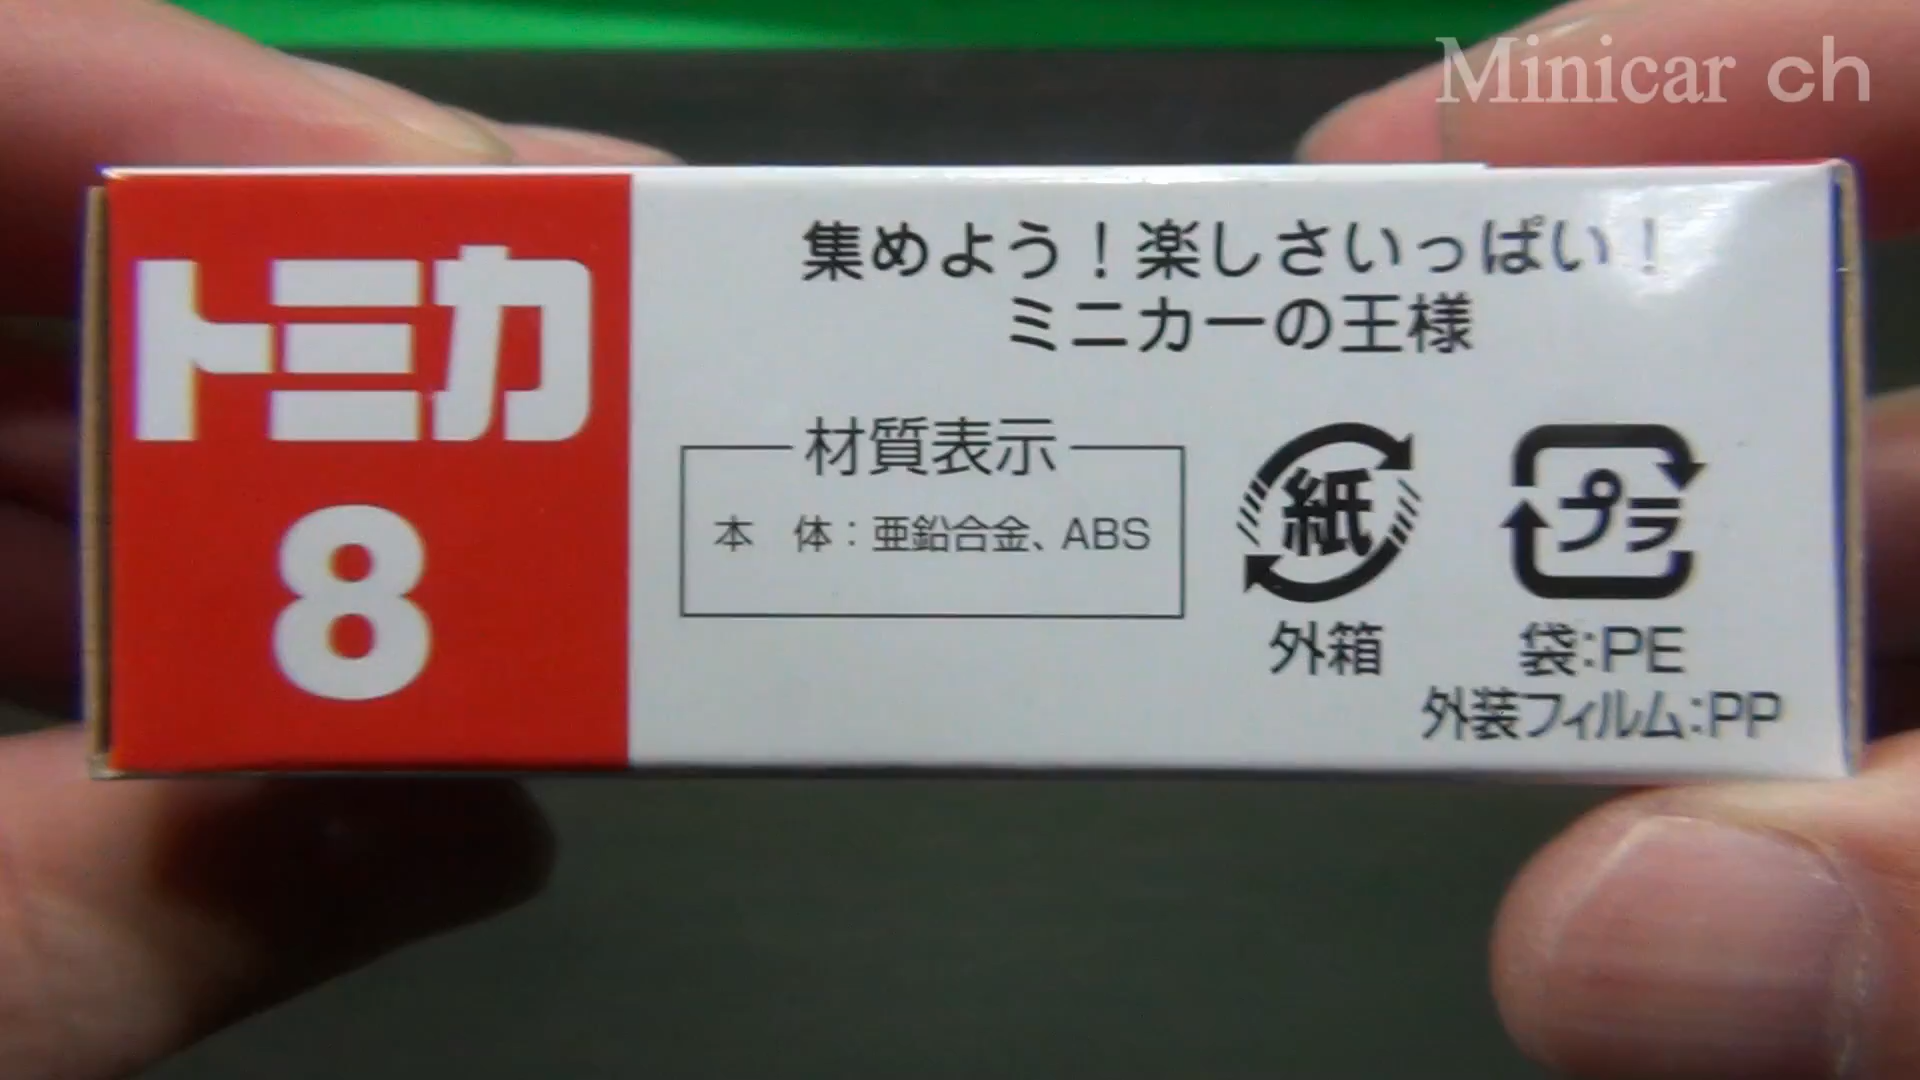 Minicar ch
トミカ
8
集めよう！楽しさいっぱい！
ミニカーの王様
材質表示
本　体：亜鉛合金、ABS
紙
外箱
プラ
袋:PE
外装フィルム:PP